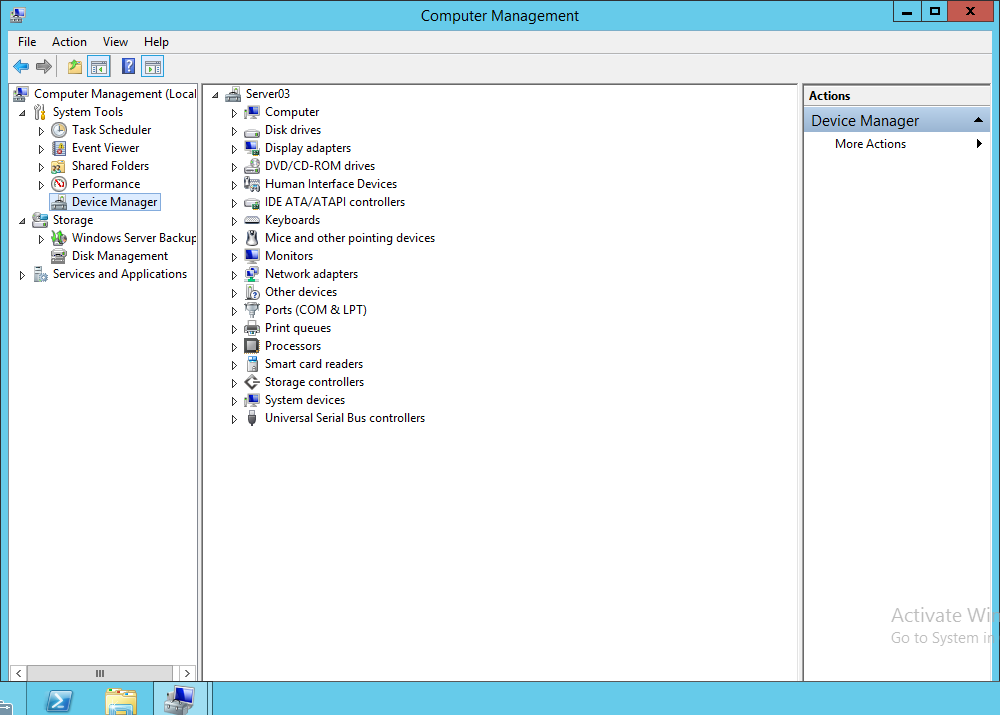 Computer Management
File Action View Help
Computer Management (Local
System Tools
Task Scheduler
Event Viewer
Shared Folders
Performance
Device Manager
Storage
Windows Server Backup
Disk Management
Services and Applications
Server03
Computer
Disk drives
Display adapters
DVD/CD-ROM drives
Human Interface Devices
IDE ATA/ATAPI controllers
Keyboards
Mice and other pointing devices
Monitors
Network adapters
Other devices
Ports (COM & LPT)
Print queues
Processors
Smart card readers
Storage controllers
System devices
Universal Serial Bus controllers
Actions
Device Manager
More Actions
Activate Wi
Go to System in